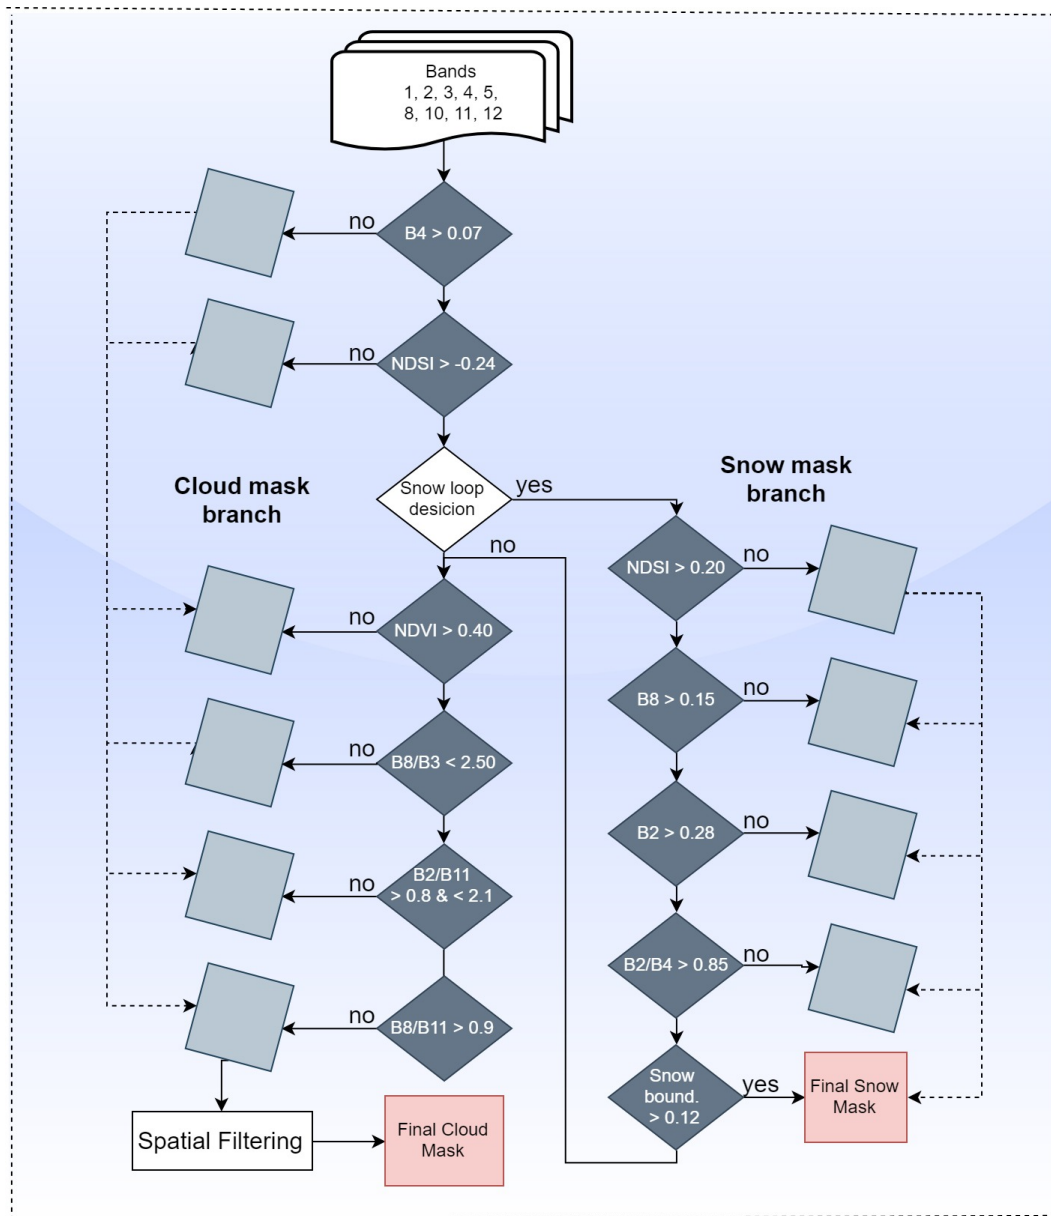 Bands
1, 2, 3, 4, 5,
8, 10, 11, 12
no
B4 > 0.07
no
NDSI > -0.24
Cloud mask
branch
Snow loop
desicion
yes
no
Snow mask
branch
NDSI > 0.20
no
no
NDVI > 0.40
B8 > 0.15
no
no
B8/B3 < 2.50
B2 > 0.28
no
no
B2/B11
> 0.8 & < 2.1
B2/B4 > 0.85
no
no
B8/B11 > 0.9
Snow
bound.
> 0.12
yes
Final Snow
Mask
Spatial Filtering
Final Cloud
Mask